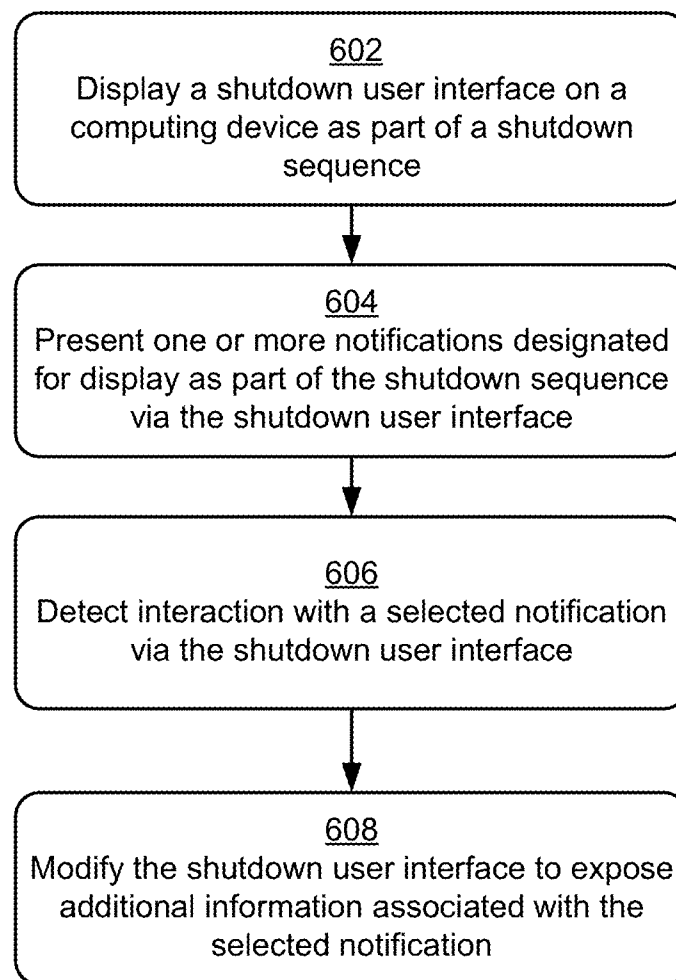 602
Display a shutdown user interface on a
computing device as part of a shutdown
sequence
604
Present one or more notifications designated
for display as part of the shutdown sequence
via the shutdown user interface
606
Detect interaction with a selected notification
via the shutdown user interface
608
Modify the shutdown user interface to expose
additional information associated with the
selected notification